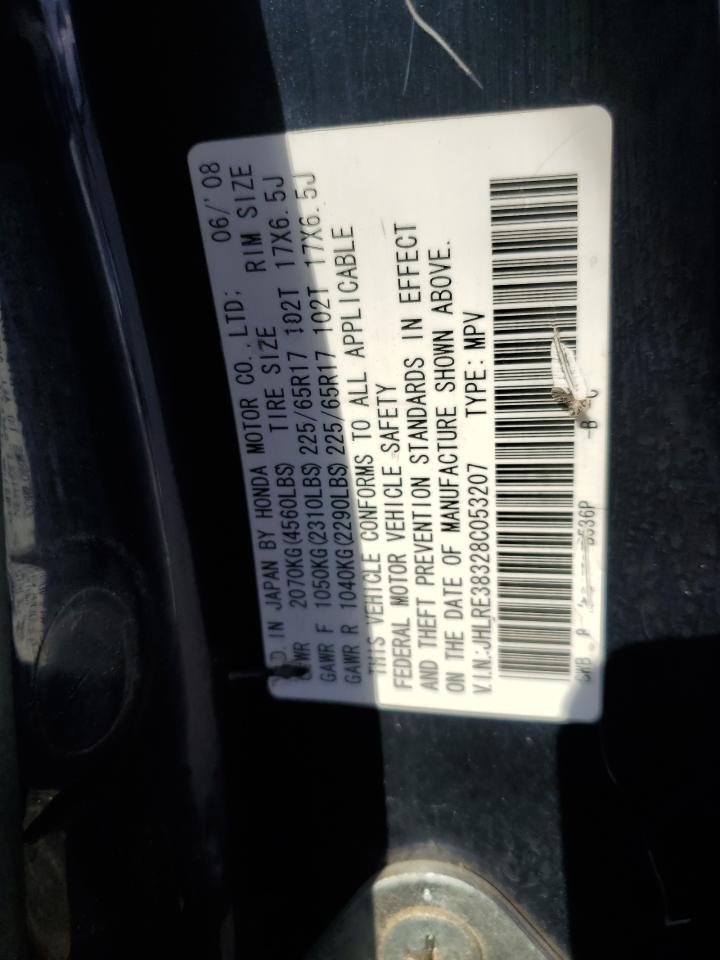 IN JAPAN BY HONDA MOTOR CO., LTD; 06/'08
2070KG(4560LBS) TIRE SIZE RIM SIZE
GAWR F 1050KG(2310LBS) 225/65R17 102T 17X6.5J
GAWR R 1040KG(2290LBS) 225/65R17 102T 17X6.5J
THIS VEHICLE CONFORMS TO ALL APPLICABLE
FEDERAL MOTOR VEHICLE SAFETY
AND THEFT PREVENTION STANDARDS IN EFFECT
ON THE DATE OF MANUFACTURE SHOWN ABOVE.
V.I.N:JHLRE38328C053207 TYPE: MPV
B536P